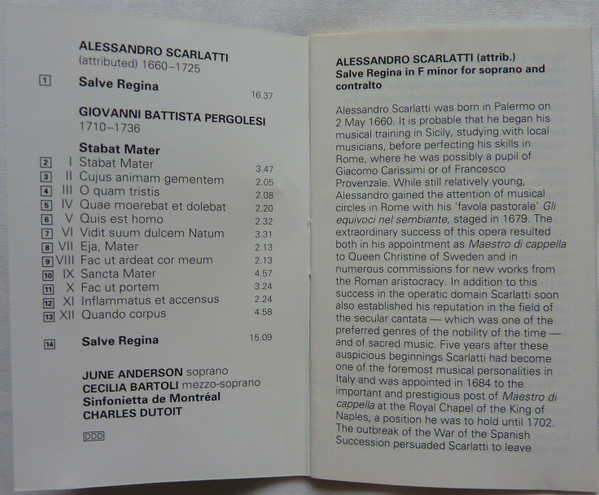 ALESSANDRO SCARLATTI
(attributed) 1660–1725
1 Salve Regina 16.37
GIOVANNI BATTISTA PERGOLESI
1710–1736
Stabat Mater
2 I Stabat Mater 3.47
3 II Cujus animam gementem 2.05
4 III O quam tristis 2.08
5 IV Quae moerebat et dolebat 2.20
6 V Quis est homo 2.32
7 VI Vidit suum dulcem Natum 3.31
8 VII Eja, Mater 2.13
9 VIII Fac ut ardeat cor meum 2.13
10 IX Sancta Mater 4.57
11 X Fac ut portem 3.24
12 XI Inflammatus et accensus 2.24
13 XII Quando corpus 4.58
14 Salve Regina 15.09
JUNE ANDERSON soprano
CECILIA BARTOLI mezzo-soprano
Sinfonietta de Montréal
CHARLES DUTOIT
DDD
ALESSANDRO SCARLATTI (attrib.)
Salve Regina in F minor for soprano and
contralto
Alessandro Scarlatti was born in Palermo on
2 May 1660. It is probable that he began his
musical training in Sicily, studying with local
musicians, before perfecting his skills in
Rome, where he was possibly a pupil of
Giacomo Carissimi or of Francesco
Provenzale. While still relatively young,
Alessandro gained the attention of musical
circles in Rome with his 'favola pastorale' Gli
equivoci nel sembiante, staged in 1679. The
extraordinary success of this opera resulted
both in his appointment as Maestro di cappella
to Queen Christine of Sweden and in
numerous commissions for new works from
the Roman aristocracy. In addition to this
success in the operatic domain Scarlatti soon
also established his reputation in the field of
the secular cantata — which was one of the
preferred genres of the nobility of the time —
and of sacred music. Five years after these
auspicious beginnings Scarlatti had become
one of the foremost musical personalities in
Italy and was appointed in 1684 to the
important and prestigious post of Maestro di
cappella at the Royal Chapel of the King of
Naples, a position he was to hold until 1702.
The outbreak of the War of the Spanish
Succession persuaded Scarlatti to leave